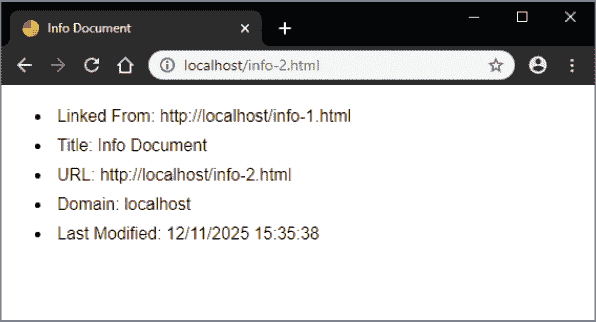 Info Document
localhost/info-2.html
Linked From: http://localhost/info-1.html
Title: Info Document
URL: http://localhost/info-2.html
Domain: localhost
Last Modified: 12/11/2025 15:35:38